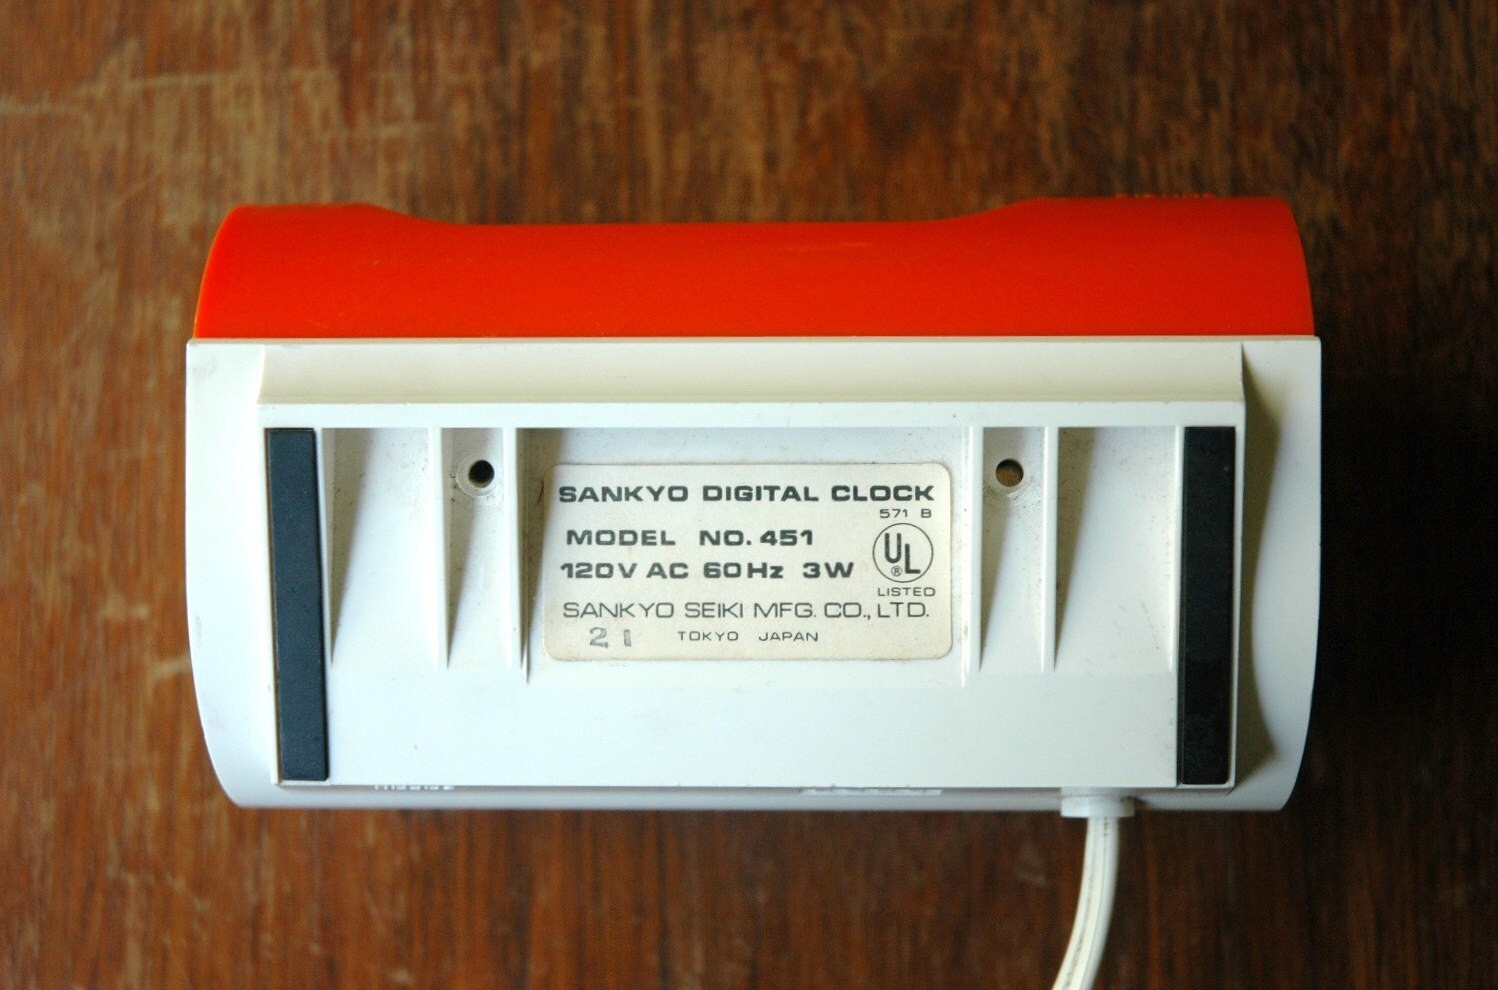 SANKYO DIGITAL CLOCK
571 B
MODEL NO. 451
UL
®
120V AC 60Hz 3W
LISTED
SANKYO SEIKI MFG. CO., LTD.
21 TOKYO JAPAN